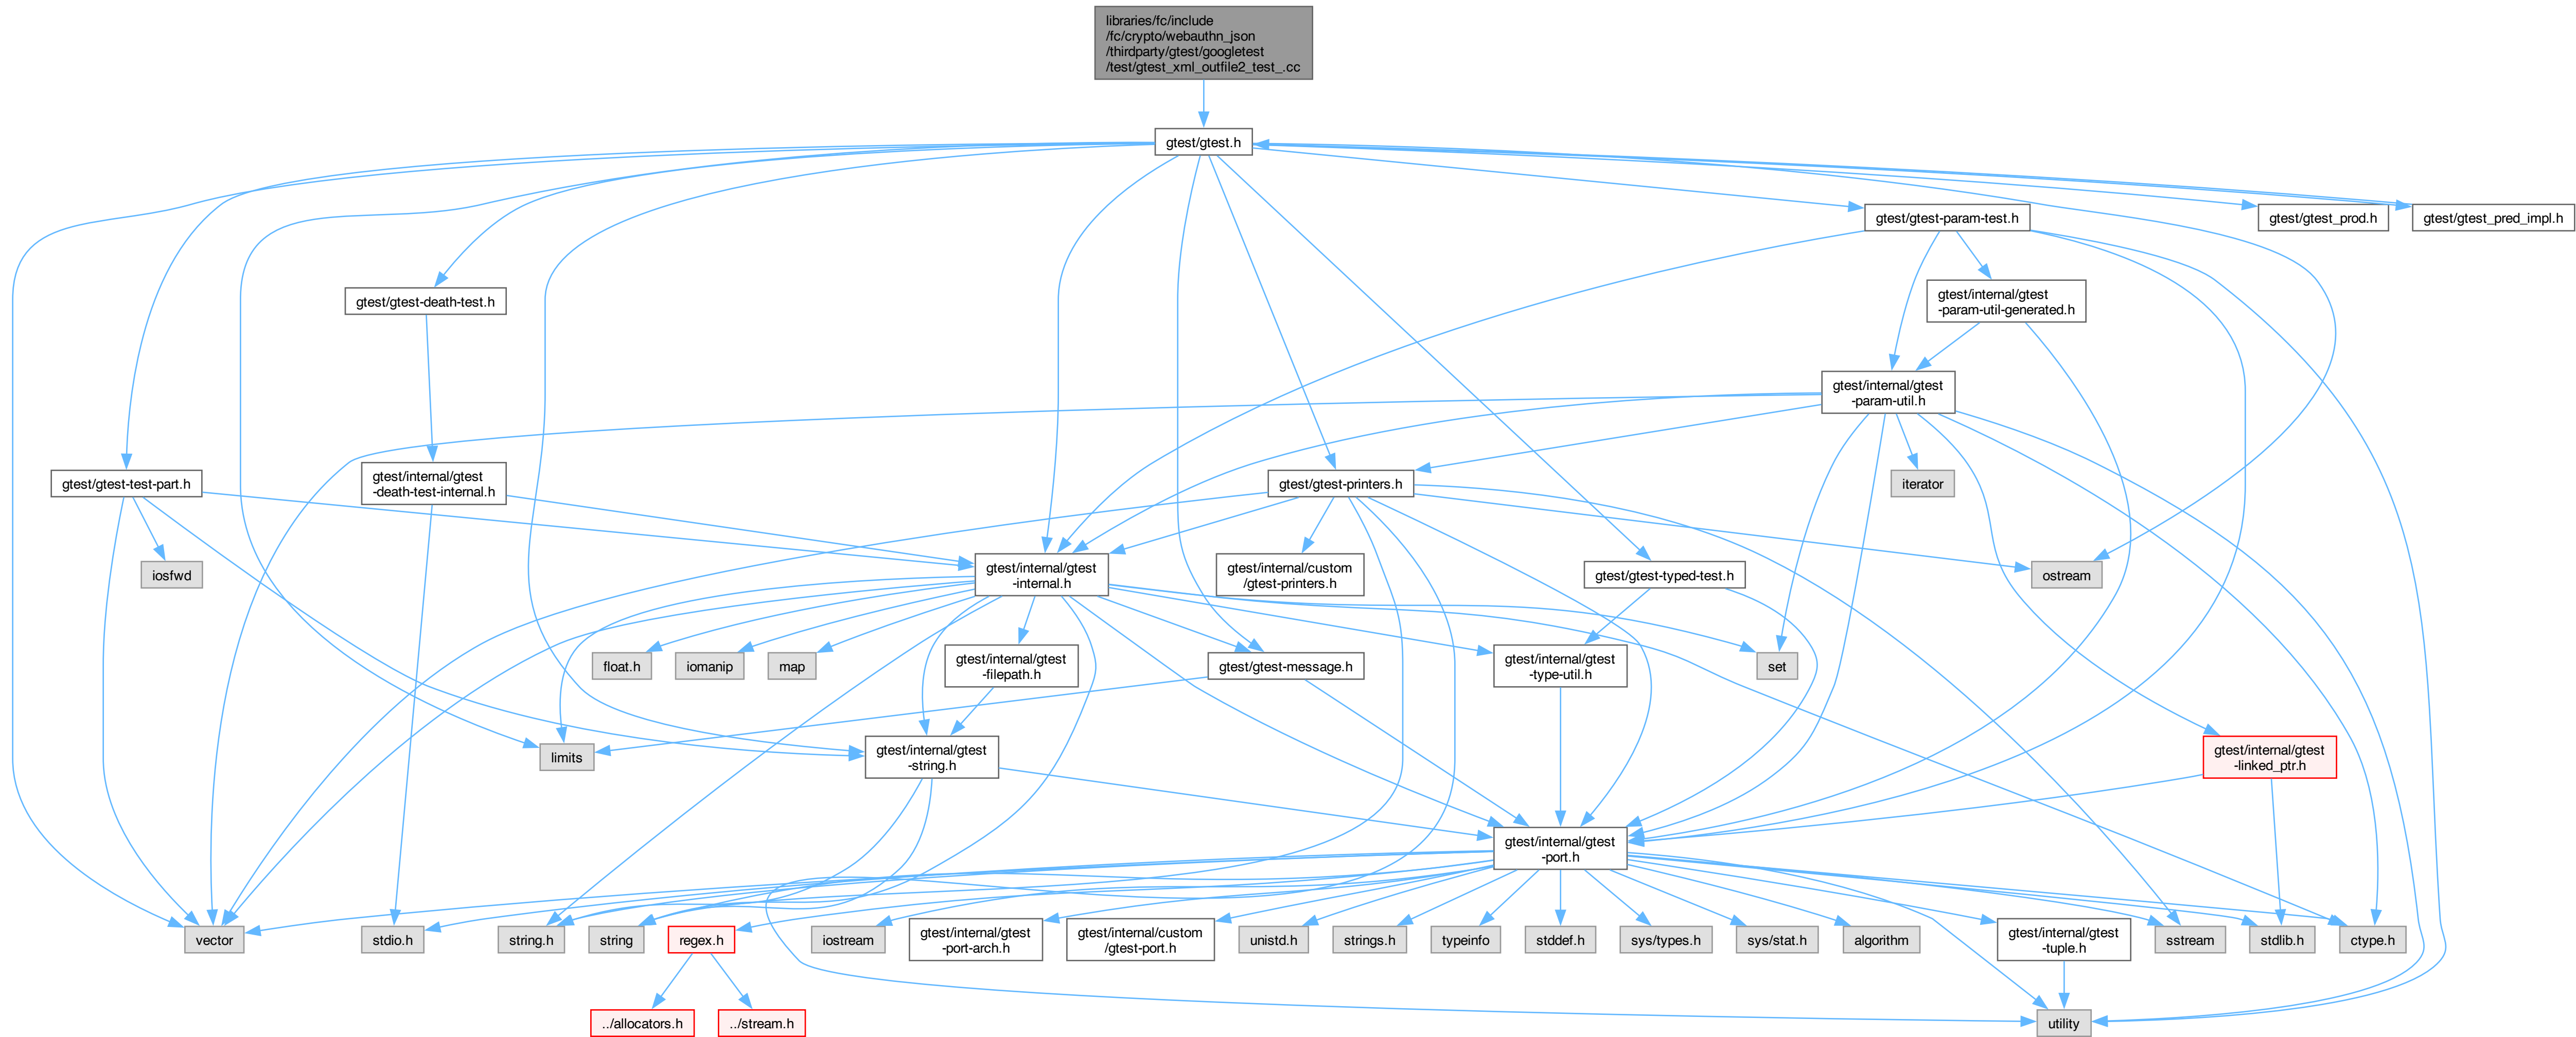 libraries/fc/include
/fc/crypto/webauthn_json
/thirdparty/gtest/googletest
/test/gtest_xml_outfile2_test_.cc
gtest/gtest.h
gtest/gtest-param-test.h
gtest/gtest_prod.h
gtest/gtest_pred_impl.h
gtest/gtest-death-test.h
gtest/internal/gtest
-param-util-generated.h
gtest/internal/gtest
-param-util.h
gtest/gtest-test-part.h
gtest/internal/gtest
-death-test-internal.h
gtest/gtest-printers.h
iterator
iosfwd
gtest/internal/gtest
-internal.h
gtest/internal/custom
/gtest-printers.h
gtest/gtest-typed-test.h
ostream
float.h
iomanip
map
gtest/internal/gtest
-filepath.h
gtest/gtest-message.h
gtest/internal/gtest
-type-util.h
set
limits
gtest/internal/gtest
-string.h
gtest/internal/gtest
-linked_ptr.h
gtest/internal/gtest
-port.h
vector
stdio.h
string.h
string
regex.h
iostream
gtest/internal/gtest
-port-arch.h
gtest/internal/custom
/gtest-port.h
unistd.h
strings.h
typeinfo
stddef.h
sys/types.h
sys/stat.h
algorithm
gtest/internal/gtest
-tuple.h
sstream
stdlib.h
ctype.h
../allocators.h
../stream.h
utility